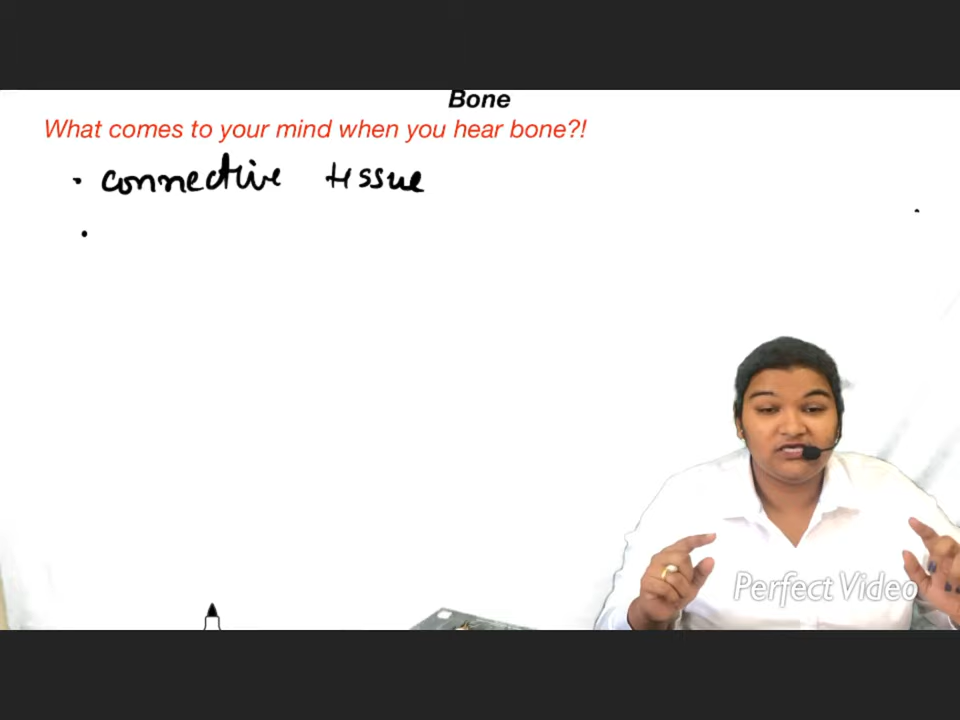 Bone
What comes to your mind when you hear bone?!
• connective tissue
•
Perfect Video